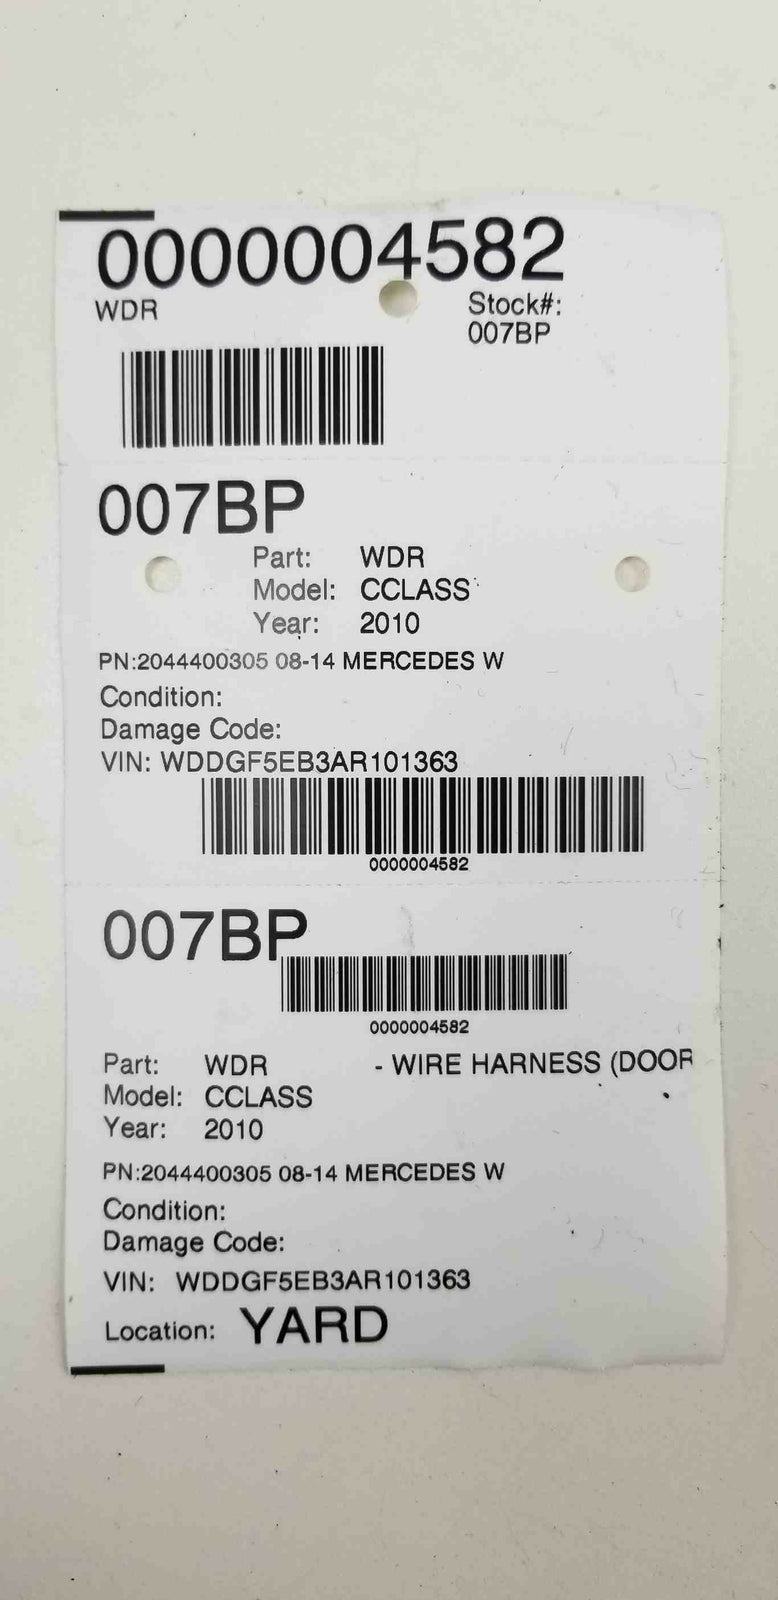 0000004582
WDR
Stock#:
007BP
007BP
Part: WDR
Model: CCLASS
Year: 2010
PN:2044400305 08-14 MERCEDES W
Condition:
Damage Code:
VIN: WDDGF5EB3AR101363
0000004582
007BP
0000004582
Part: WDR - WIRE HARNESS (DOOR
Model: CCLASS
Year: 2010
PN:2044400305 08-14 MERCEDES W
Condition:
Damage Code:
VIN: WDDGF5EB3AR101363
Location: YARD